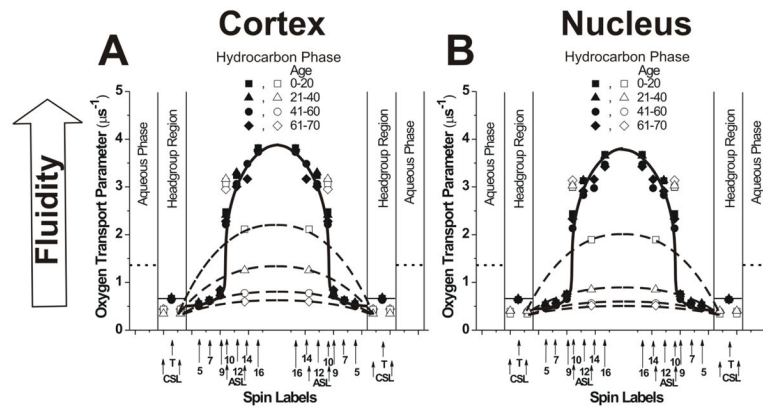 Cortex
Nucleus
A
Hydrocarbon Phase
Age
0-20
21-40
41-60
61-70
Fluidity
Oxygen Transport Parameter (μs⁻¹)
5
4
3
2
1
0
Aqueous Phase
Headgroup Region
Headgroup Region
Aqueous Phase
T
CSL
5
7
9
10
12
14
16
ASL
16
14
12
10
9
7
5
ASL
T
CSL
Spin Labels
B
Hydrocarbon Phase
Age
0-20
21-40
41-60
61-70
Oxygen Transport Parameter (μs⁻¹)
5
4
3
2
1
0
Aqueous Phase
Headgroup Region
Headgroup Region
Aqueous Phase
T
CSL
5
7
9
10
12
14
16
ASL
16
14
12
10
9
7
5
ASL
T
CSL
Spin Labels